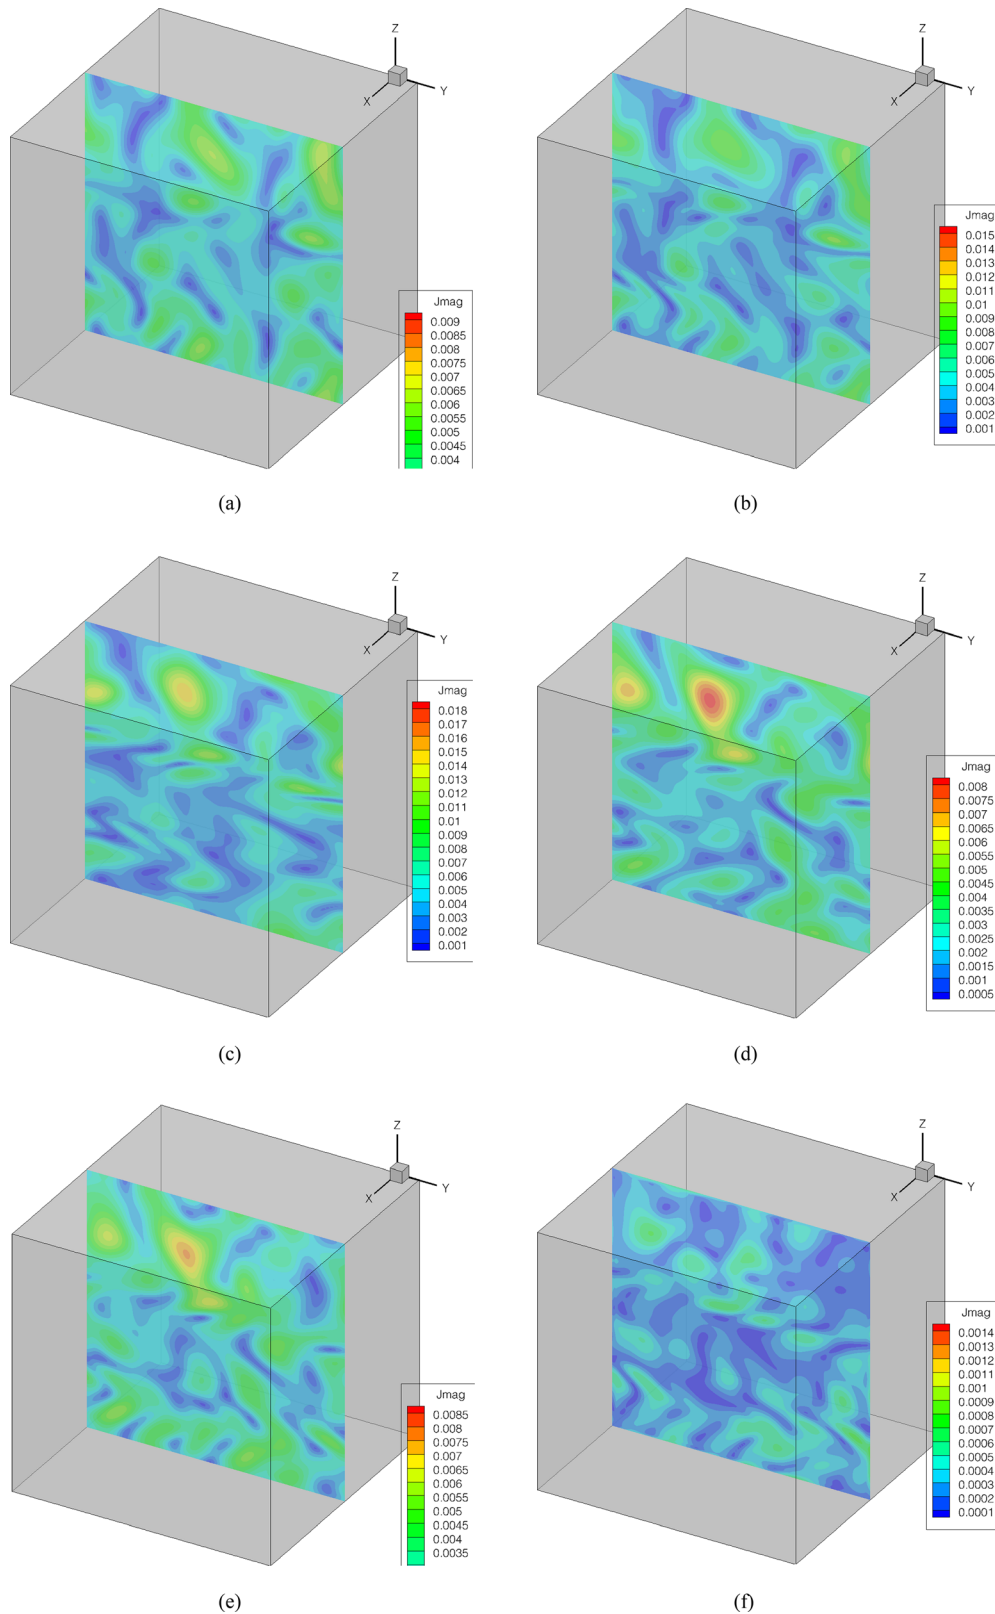 Z
X
Y
Jmag
0.009
0.0085
0.008
0.0075
0.007
0.0065
0.006
0.0055
0.005
0.0045
0.004
(a)
Z
X
Y
Jmag
0.015
0.014
0.013
0.012
0.011
0.01
0.009
0.008
0.007
0.006
0.005
0.004
0.003
0.002
0.001
(b)
Z
X
Y
Jmag
0.018
0.017
0.016
0.015
0.014
0.013
0.012
0.011
0.01
0.009
0.008
0.007
0.006
0.005
0.004
0.003
0.002
0.001
(c)
Z
X
Y
Jmag
0.008
0.0075
0.007
0.0065
0.006
0.0055
0.005
0.0045
0.004
0.0035
0.003
0.0025
0.002
0.0015
0.001
0.0005
(d)
Z
X
Y
Jmag
0.0085
0.008
0.0075
0.007
0.0065
0.006
0.0055
0.005
0.0045
0.004
0.0035
(e)
Z
X
Y
Jmag
0.0014
0.0013
0.0012
0.0011
0.001
0.0009
0.0008
0.0007
0.0006
0.0005
0.0004
0.0003
0.0002
0.0001
(f)